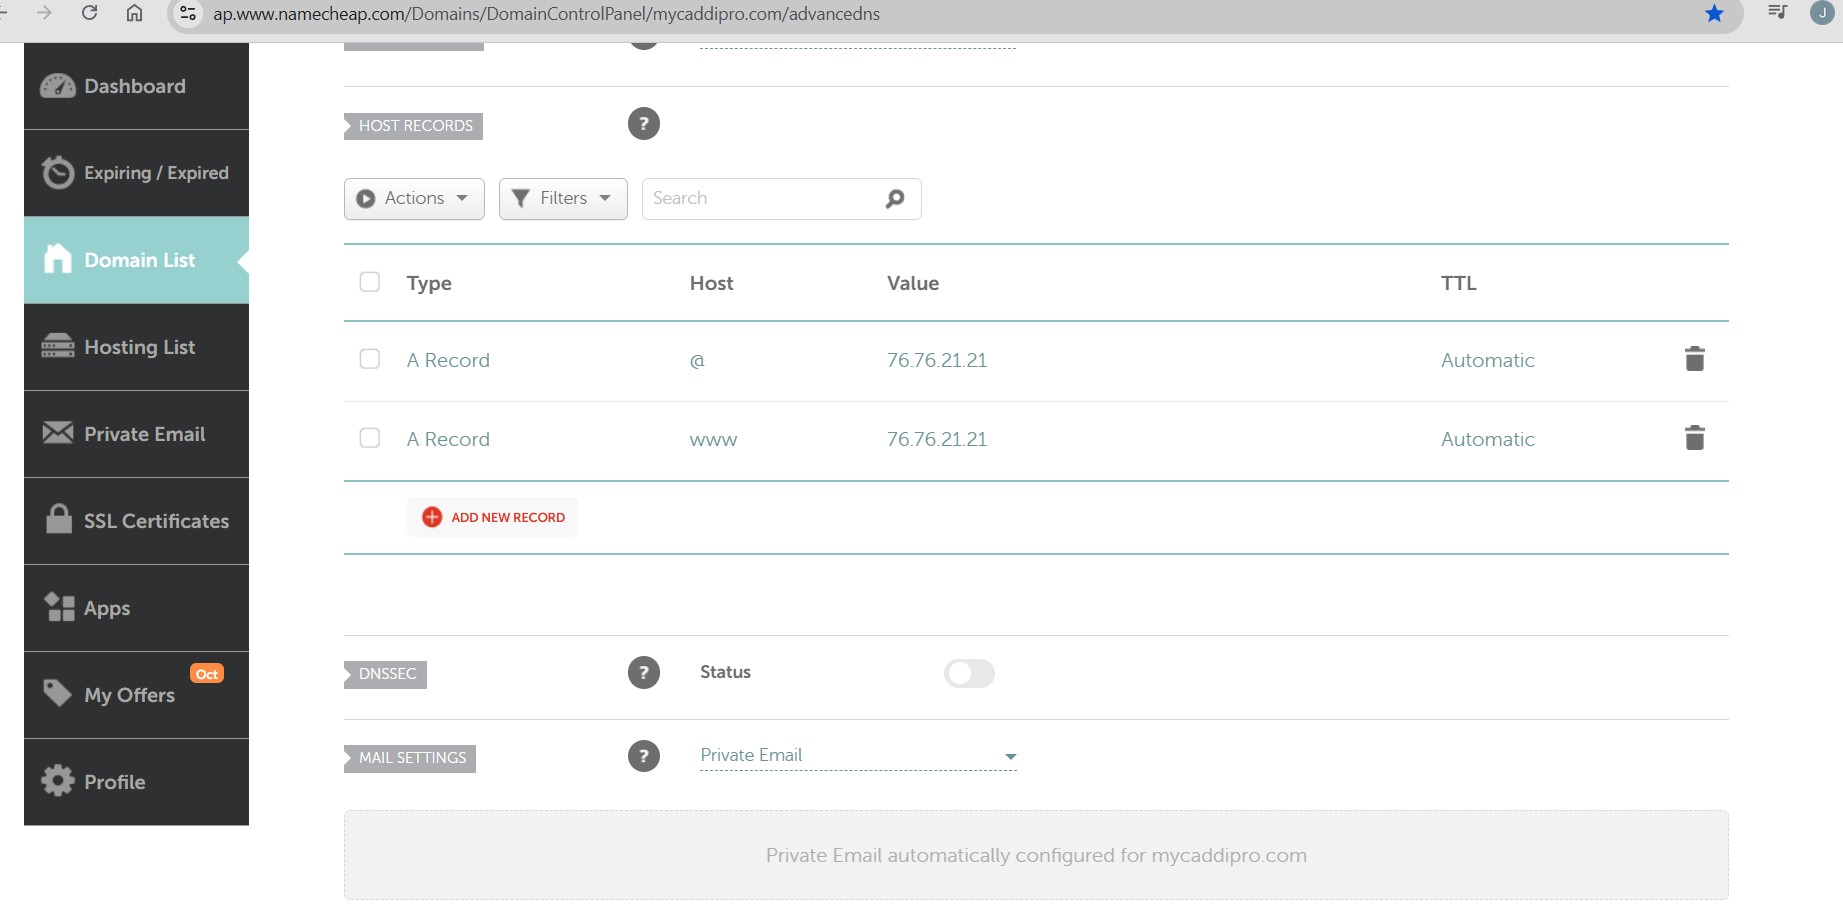 ap.www.namecheap.com/Domains/DomainControlPanel/mycaddipro.com/advancedns
J
Dashboard
Expiring / Expired
Domain List
Hosting List
Private Email
SSL Certificates
Apps
My Offers
Oct
Profile
HOST RECORDS ?
Actions Filters Search
Type Host Value TTL
A Record @ 76.76.21.21 Automatic
A Record www 76.76.21.21 Automatic
ADD NEW RECORD
DNSSEC ? Status
MAIL SETTINGS ? Private Email
Private Email automatically configured for mycaddipro.com